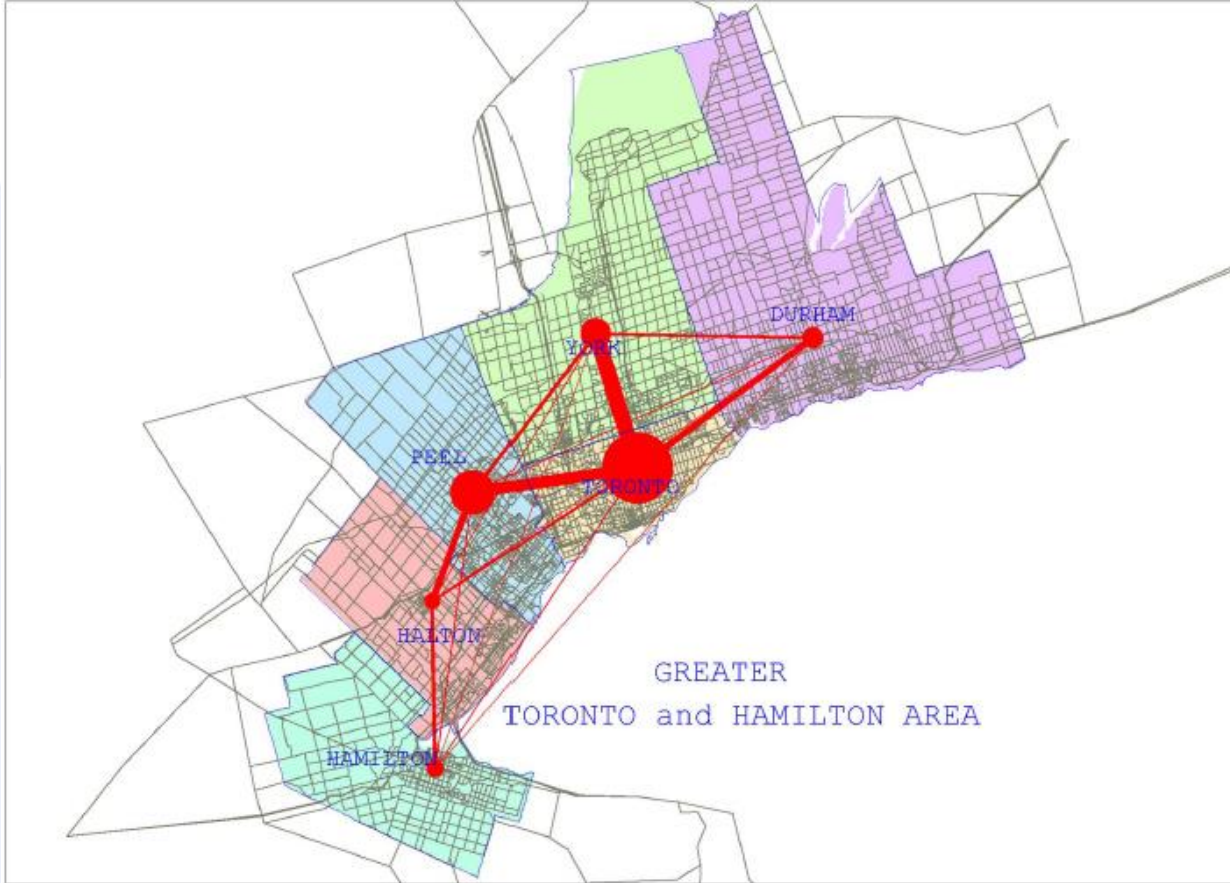 DURHAM
YORK
PEEL
TORONTO
HALTON
GREATER
TORONTO and HAMILTON AREA
HAMILTON